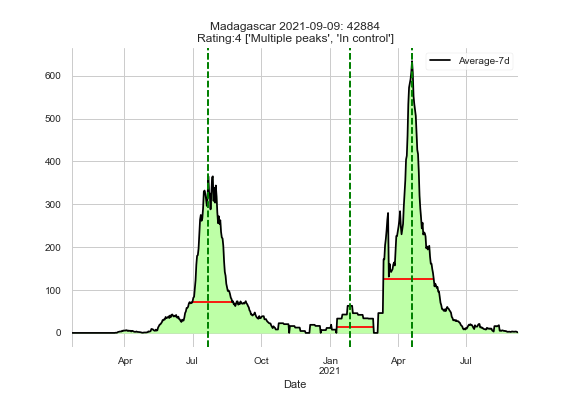 Madagascar 2021-09-09: 42884
Rating:4 ['Multiple peaks', 'In control']
Average-7d
600
500
400
300
200
100
0
Apr
Jul
Oct
Jan
2021
Apr
Jul
Date